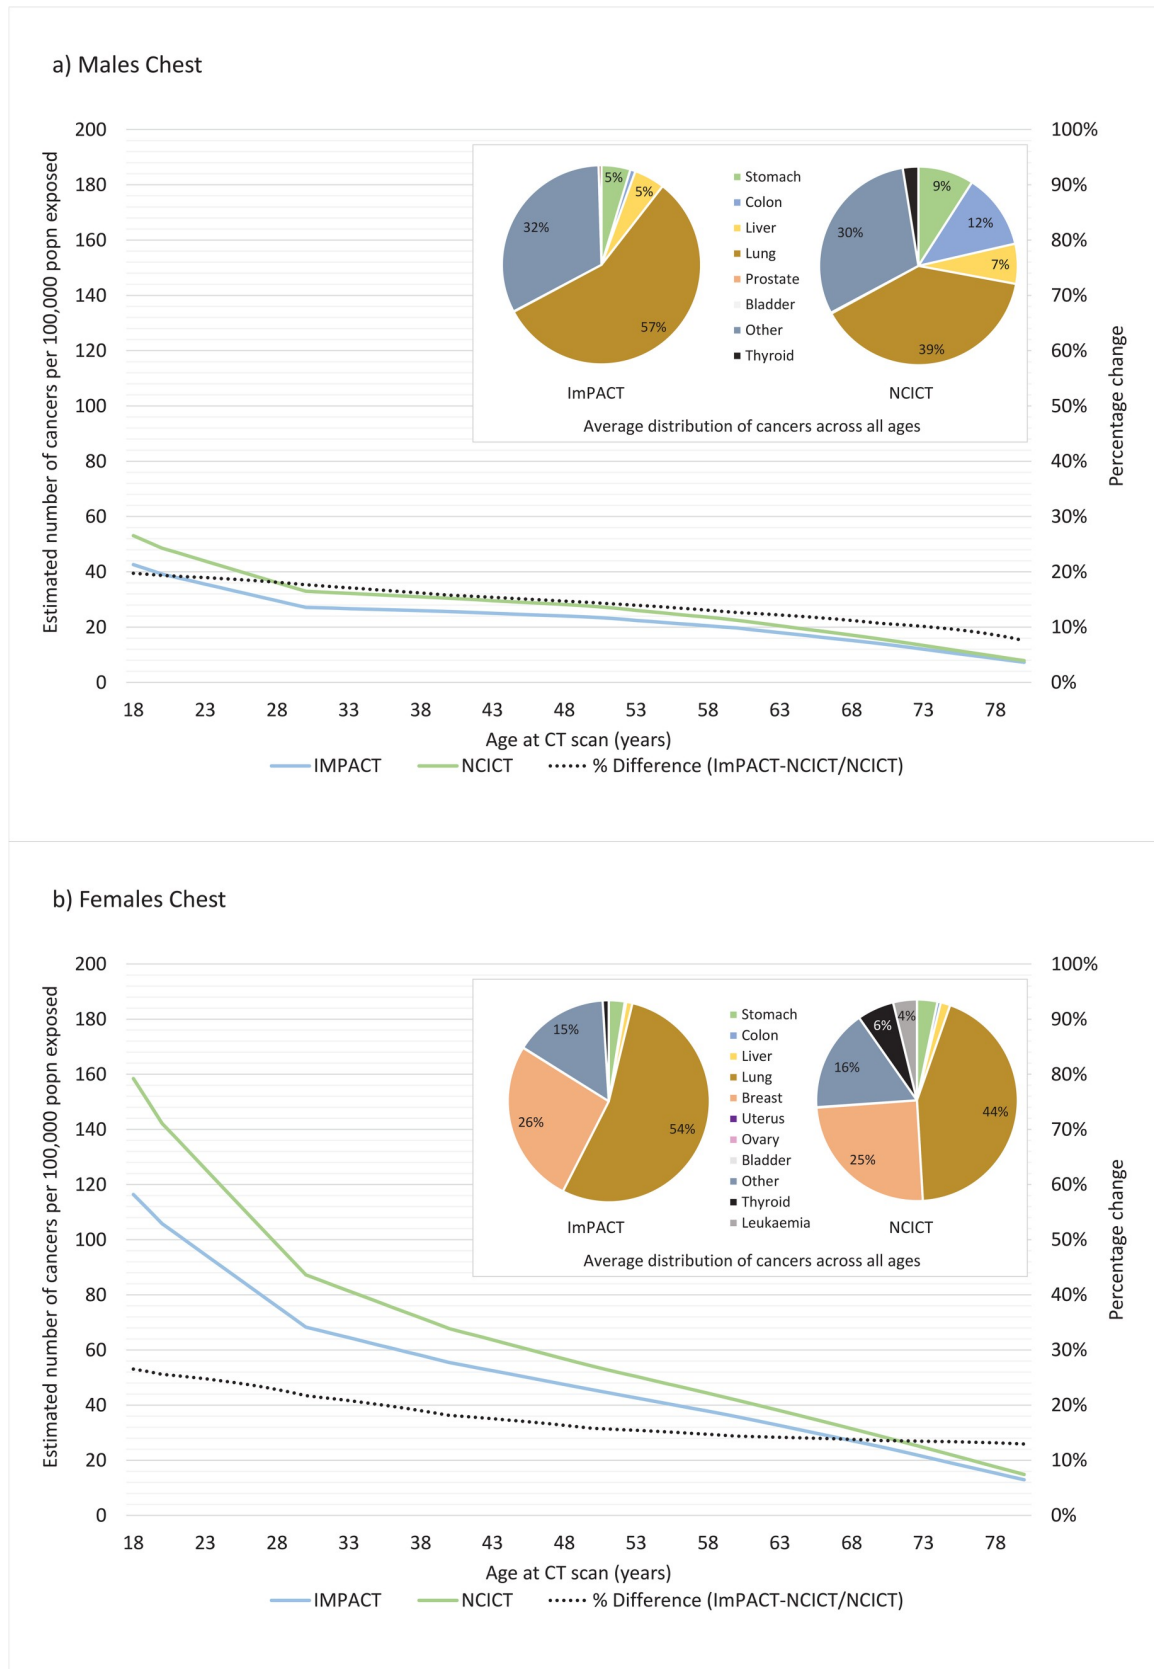 a) Males Chest
Estimated number of cancers per 100,000 popn exposed
200
180
160
140
120
100
80
60
40
20
0
100%
90%
80%
70%
60%
50%
40%
30%
20%
10%
0%
Percentage change
5%
5%
57%
32%
ImPACT
Stomach
Colon
Liver
Lung
Prostate
Bladder
Other
Thyroid
9%
12%
7%
39%
30%
NCICT
Average distribution of cancers across all ages
18 23 28 33 38 43 48 53 58 63 68 73 78
Age at CT scan (years)
IMPACT NCICT % Difference (ImPACT-NCICT/NCICT)
b) Females Chest
Estimated number of cancers per 100,000 popn exposed
200
180
160
140
120
100
80
60
40
20
0
100%
90%
80%
70%
60%
50%
40%
30%
20%
10%
0%
Percentage change
15%
26%
54%
ImPACT
Stomach
Colon
Liver
Lung
Breast
Uterus
Ovary
Bladder
Other
Thyroid
Leukaemia
4%
6%
16%
44%
25%
NCICT
Average distribution of cancers across all ages
18 23 28 33 38 43 48 53 58 63 68 73 78
Age at CT scan (years)
IMPACT NCICT % Difference (ImPACT-NCICT/NCICT)